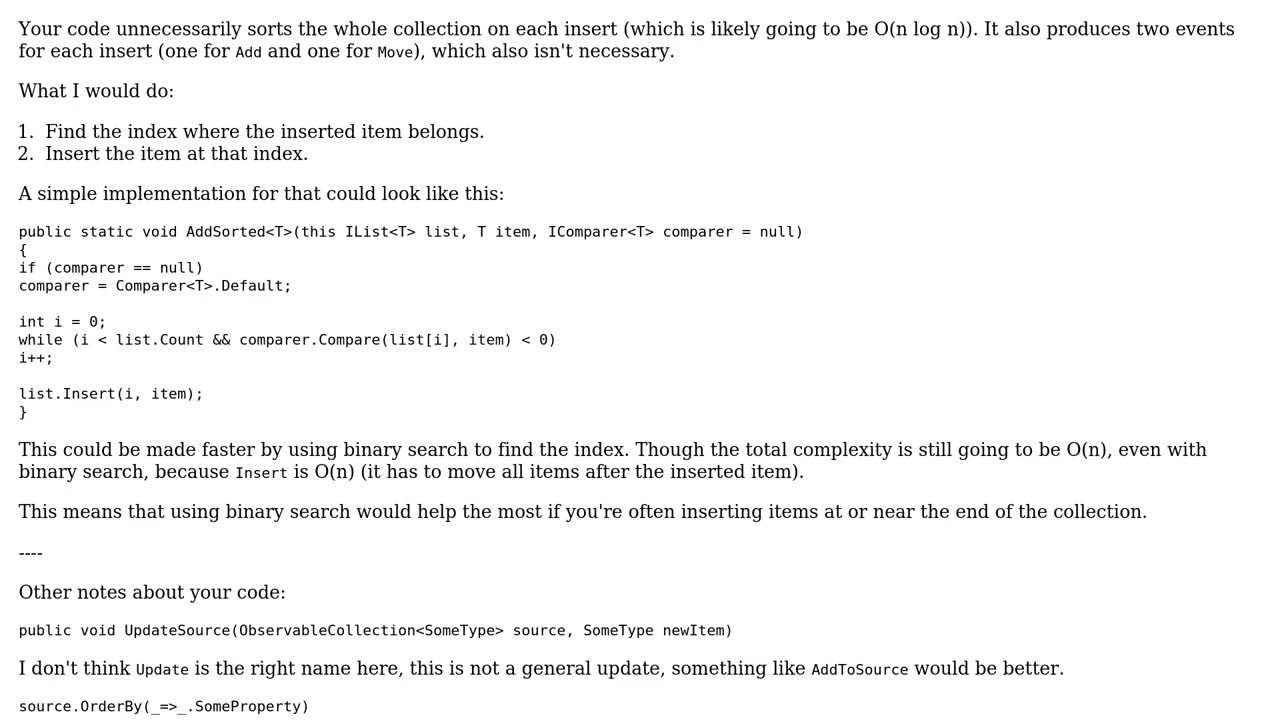 Your code unnecessarily sorts the whole collection on each insert (which is likely going to be O(n log n)). It also produces two events
for each insert (one for Add and one for Move), which also isn't necessary.
What I would do:
1. Find the index where the inserted item belongs.
2. Insert the item at that index.
A simple implementation for that could look like this:
public static void AddSorted<T>(this IList<T> list, T item, IComparer<T> comparer = null)
{
if (comparer == null)
comparer = Comparer<T>.Default;
int i = 0;
while (i < list.Count && comparer.Compare(list[i], item) < 0)
i++;
list.Insert(i, item);
}
This could be made faster by using binary search to find the index. Though the total complexity is still going to be O(n), even with
binary search, because Insert is O(n) (it has to move all items after the inserted item).
This means that using binary search would help the most if you're often inserting items at or near the end of the collection.
----
Other notes about your code:
public void UpdateSource(ObservableCollection<SomeType> source, SomeType newItem)
I don't think Update is the right name here, this is not a general update, something like AddToSource would be better.
source.OrderBy(_=>_.SomeProperty)